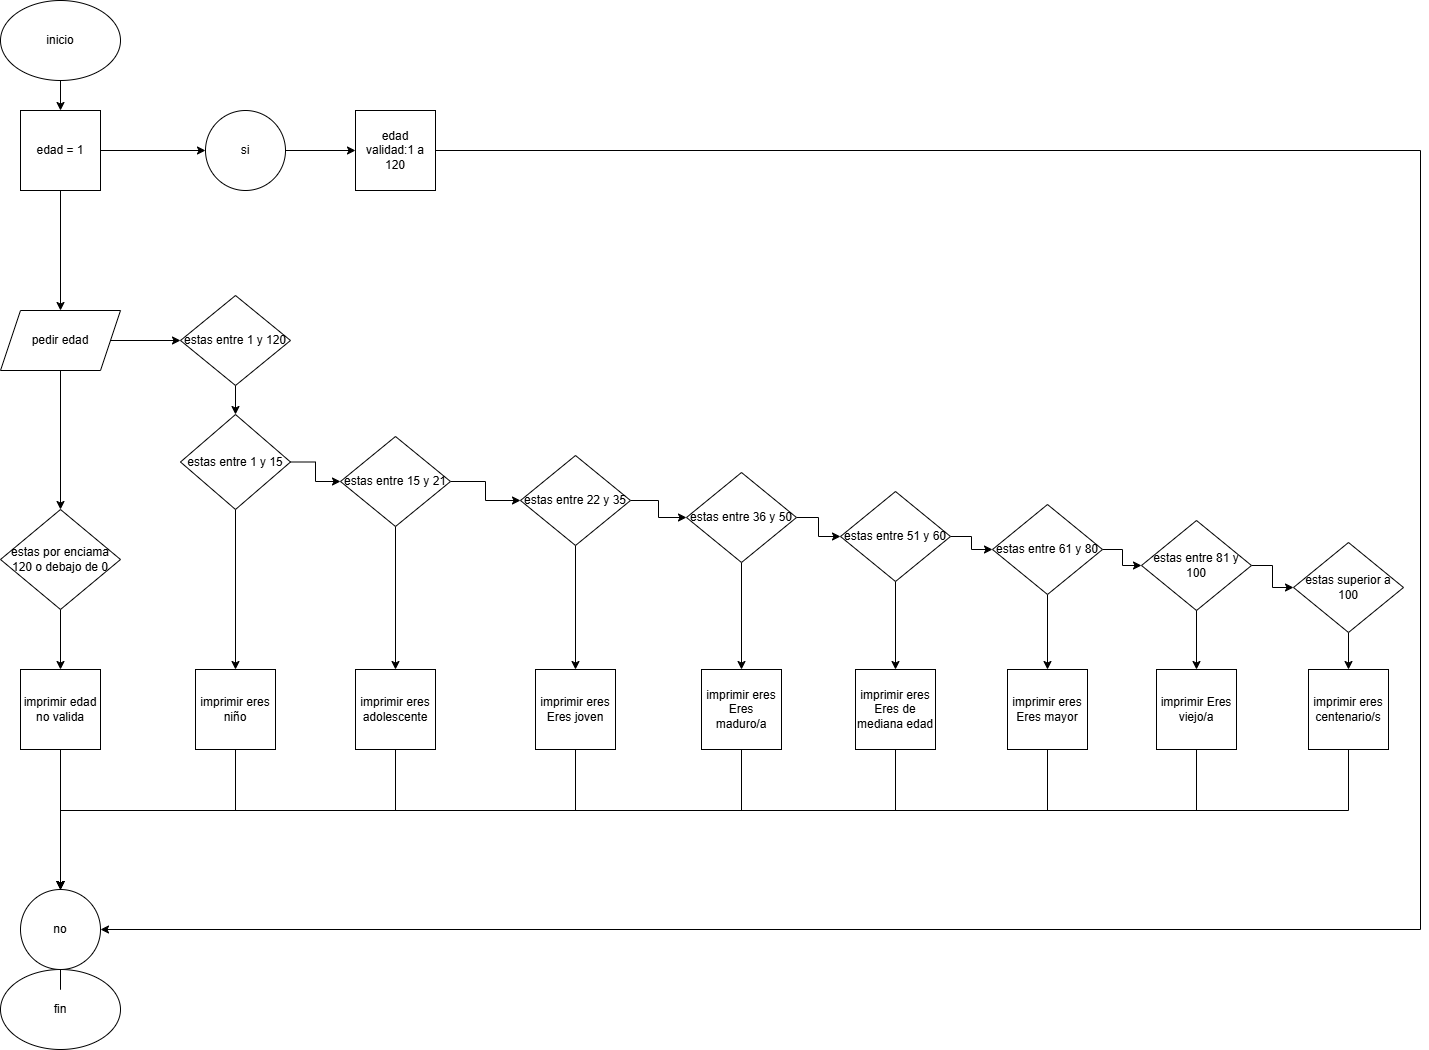 inicio
edad = 1
si
edad
validad:1 a
120
pedir edad
estas entre 1 y 120
estas entre 1 y 15
estas entre 15 y 21
estas entre 22 y 35
estas entre 36 y 50
estas entre 51 y 60
estas entre 61 y 80
estas entre 81 y
100
estas superior a
100
estas por enciama
120 o debajo de 0
imprimir edad
no valida
imprimir eres
niño
imprimir eres
adolescente
imprimir eres
Eres joven
imprimir eres
Eres
maduro/a
imprimir eres
Eres de
mediana edad
imprimir eres
Eres mayor
imprimir Eres
viejo/a
imprimir eres
centenario/s
no
fin